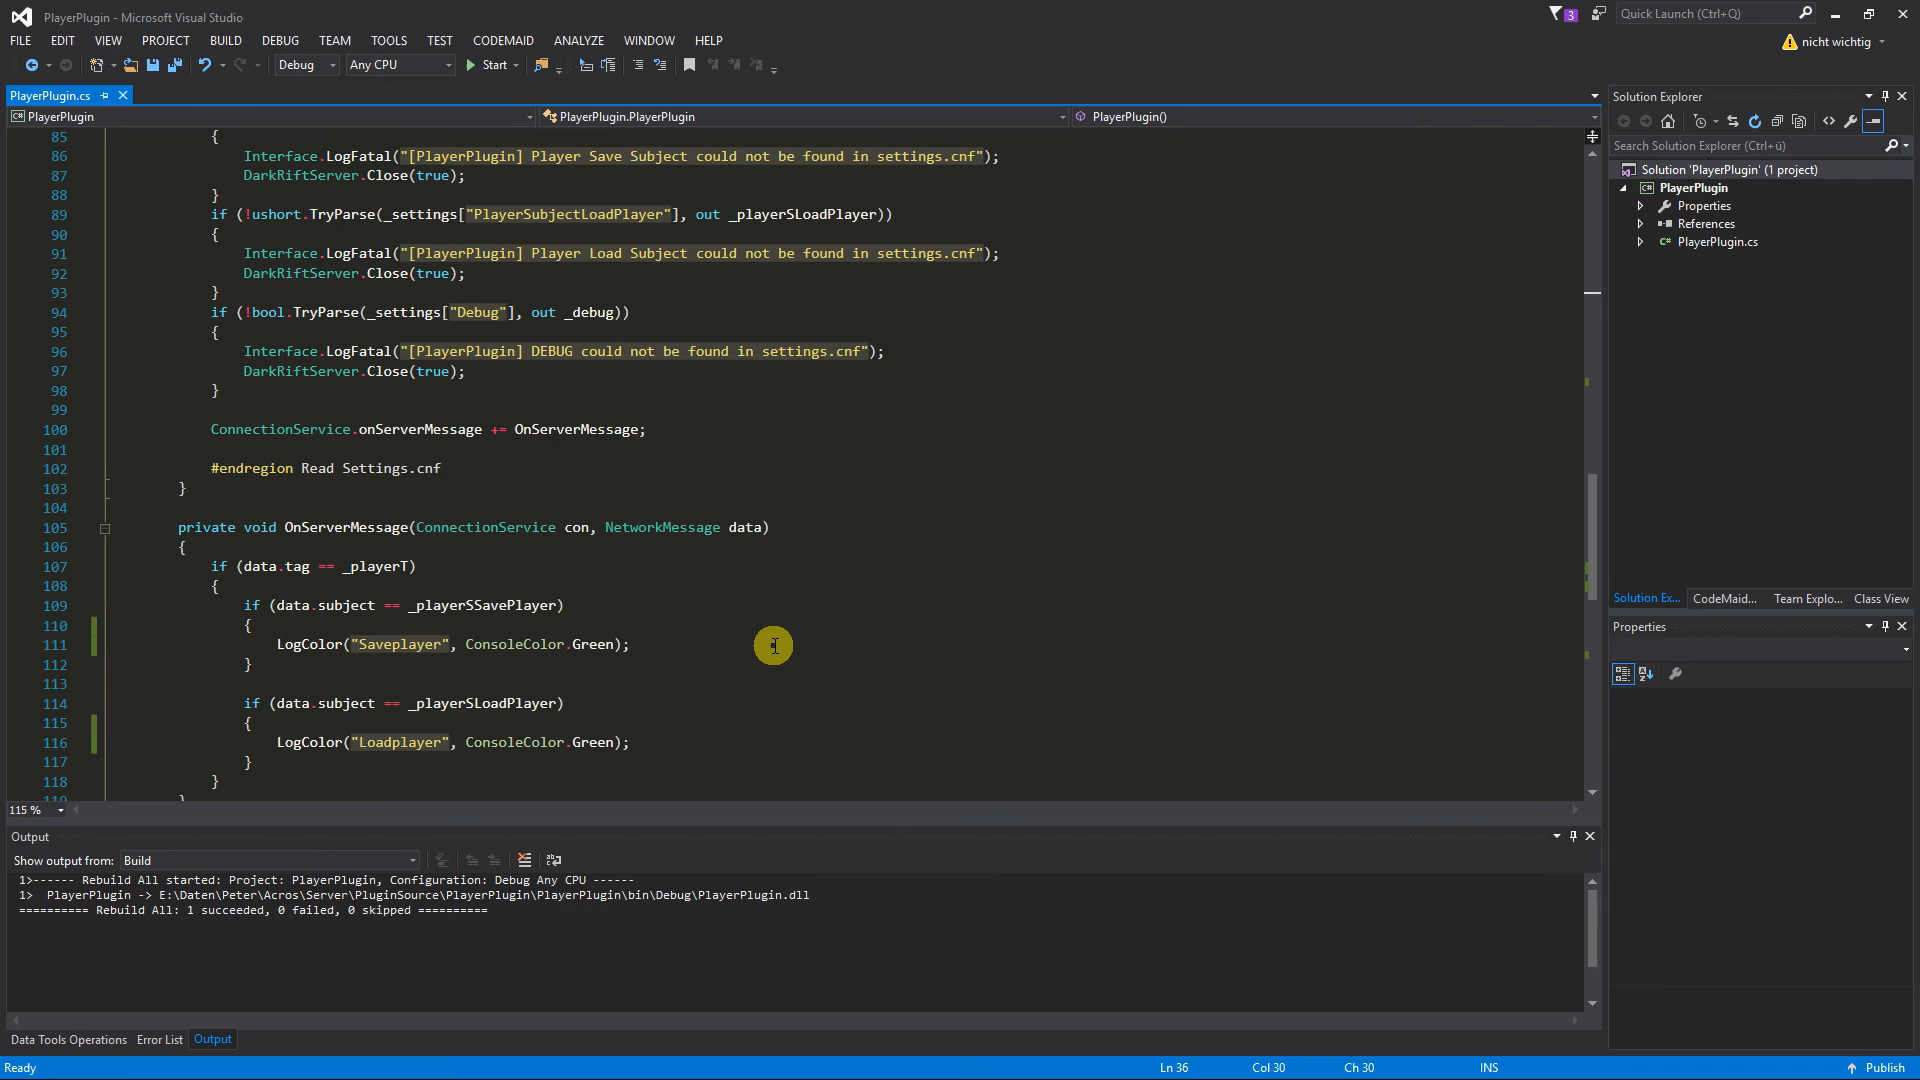 PlayerPlugin - Microsoft Visual Studio
3
Quick Launch (Ctrl+Q)
FILE EDIT VIEW PROJECT BUILD DEBUG TEAM TOOLS TEST CODEMAID ANALYZE WINDOW HELP
nicht wichtig
Debug Any CPU Start
PlayerPlugin.cs
PlayerPlugin PlayerPlugin.PlayerPlugin PlayerPlugin()
85 {
86 Interface.LogFatal("[PlayerPlugin] Player Save Subject could not be found in settings.cnf");
87 DarkRiftServer.Close(true);
88 }
89 if (!ushort.TryParse(_settings["PlayerSubjectLoadPlayer"], out _playerSLoadPlayer))
90 {
91 Interface.LogFatal("[PlayerPlugin] Player Load Subject could not be found in settings.cnf");
92 DarkRiftServer.Close(true);
93 }
94 if (!bool.TryParse(_settings["Debug"], out _debug))
95 {
96 Interface.LogFatal("[PlayerPlugin] DEBUG could not be found in settings.cnf");
97 DarkRiftServer.Close(true);
98 }
99
100 ConnectionService.onServerMessage += OnServerMessage;
101
102 #endregion Read Settings.cnf
103 }
104
105 private void OnServerMessage(ConnectionService con, NetworkMessage data)
106 {
107 if (data.tag == _playerT)
108 {
109 if (data.subject == _playerSSavePlayer)
110 {
111 LogColor("Saveplayer", ConsoleColor.Green);
112 }
113
114 if (data.subject == _playerSLoadPlayer)
115 {
116 LogColor("Loadplayer", ConsoleColor.Green);
117 }
118 }
119 }
115 %
Output
Show output from: Build
1>------ Rebuild All started: Project: PlayerPlugin, Configuration: Debug Any CPU ------
1> PlayerPlugin -> E:\Daten\Peter\Acros\Server\PluginSource\PlayerPlugin\PlayerPlugin\bin\Debug\PlayerPlugin.dll
========== Rebuild All: 1 succeeded, 0 failed, 0 skipped ==========
Data Tools Operations Error List Output
Solution Explorer
Search Solution Explorer (Ctrl+ü)
Solution 'PlayerPlugin' (1 project)
C# PlayerPlugin
Properties
References
C# PlayerPlugin.cs
Solution Ex... CodeMaid... Team Explo... Class View
Properties
Ready Ln 36 Col 30 Ch 30 INS Publish